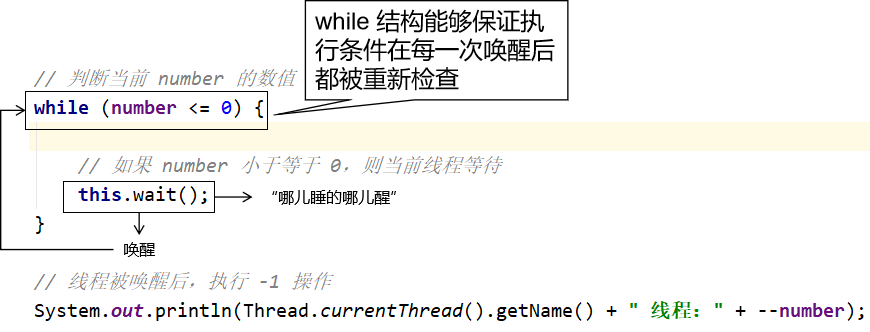 while 结构能够保证执
行条件在每一次唤醒后
都被重新检查
// 判断当前 number 的数值
while (number <= 0) {
// 如果 number 小于等于 0，则当前线程等待
this.wait();
“哪儿睡的哪儿醒”
}
唤醒
// 线程被唤醒后，执行 -1 操作
System.out.println(Thread.currentThread().getName() + " 线程：" + --number);